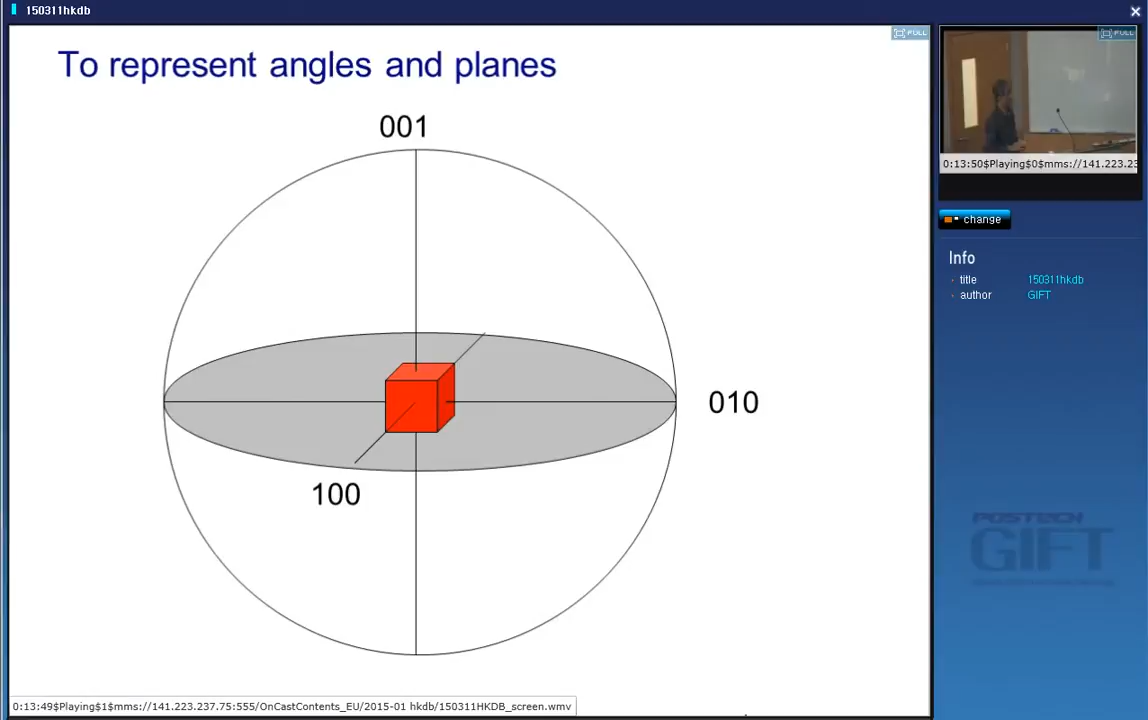 150311hkdb
To represent angles and planes
001
010
100
FULL
FULL
0:13:50$Playing$0$mms://141.223.23
change
Info
title 150311hkdb
author GIFT
POSTECH
GIFT
0:13:49$Playing$1$mms://141.223.237.75:555/OnCastContents_EU/2015-01 hkdb/150311HKDB_screen.wmv